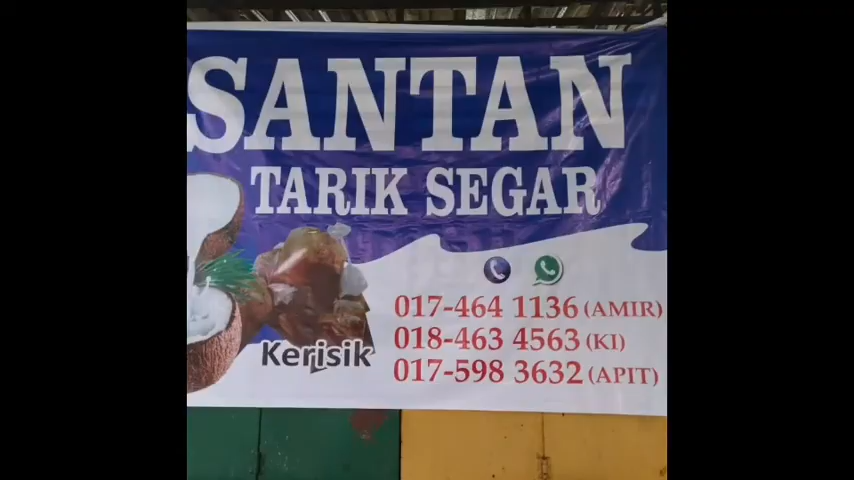 SANTAN
TARIK SEGAR
Kerisik
017-464 1136 (AMIR)
018-463 4563 (KI)
017-598 3632 (APIT)